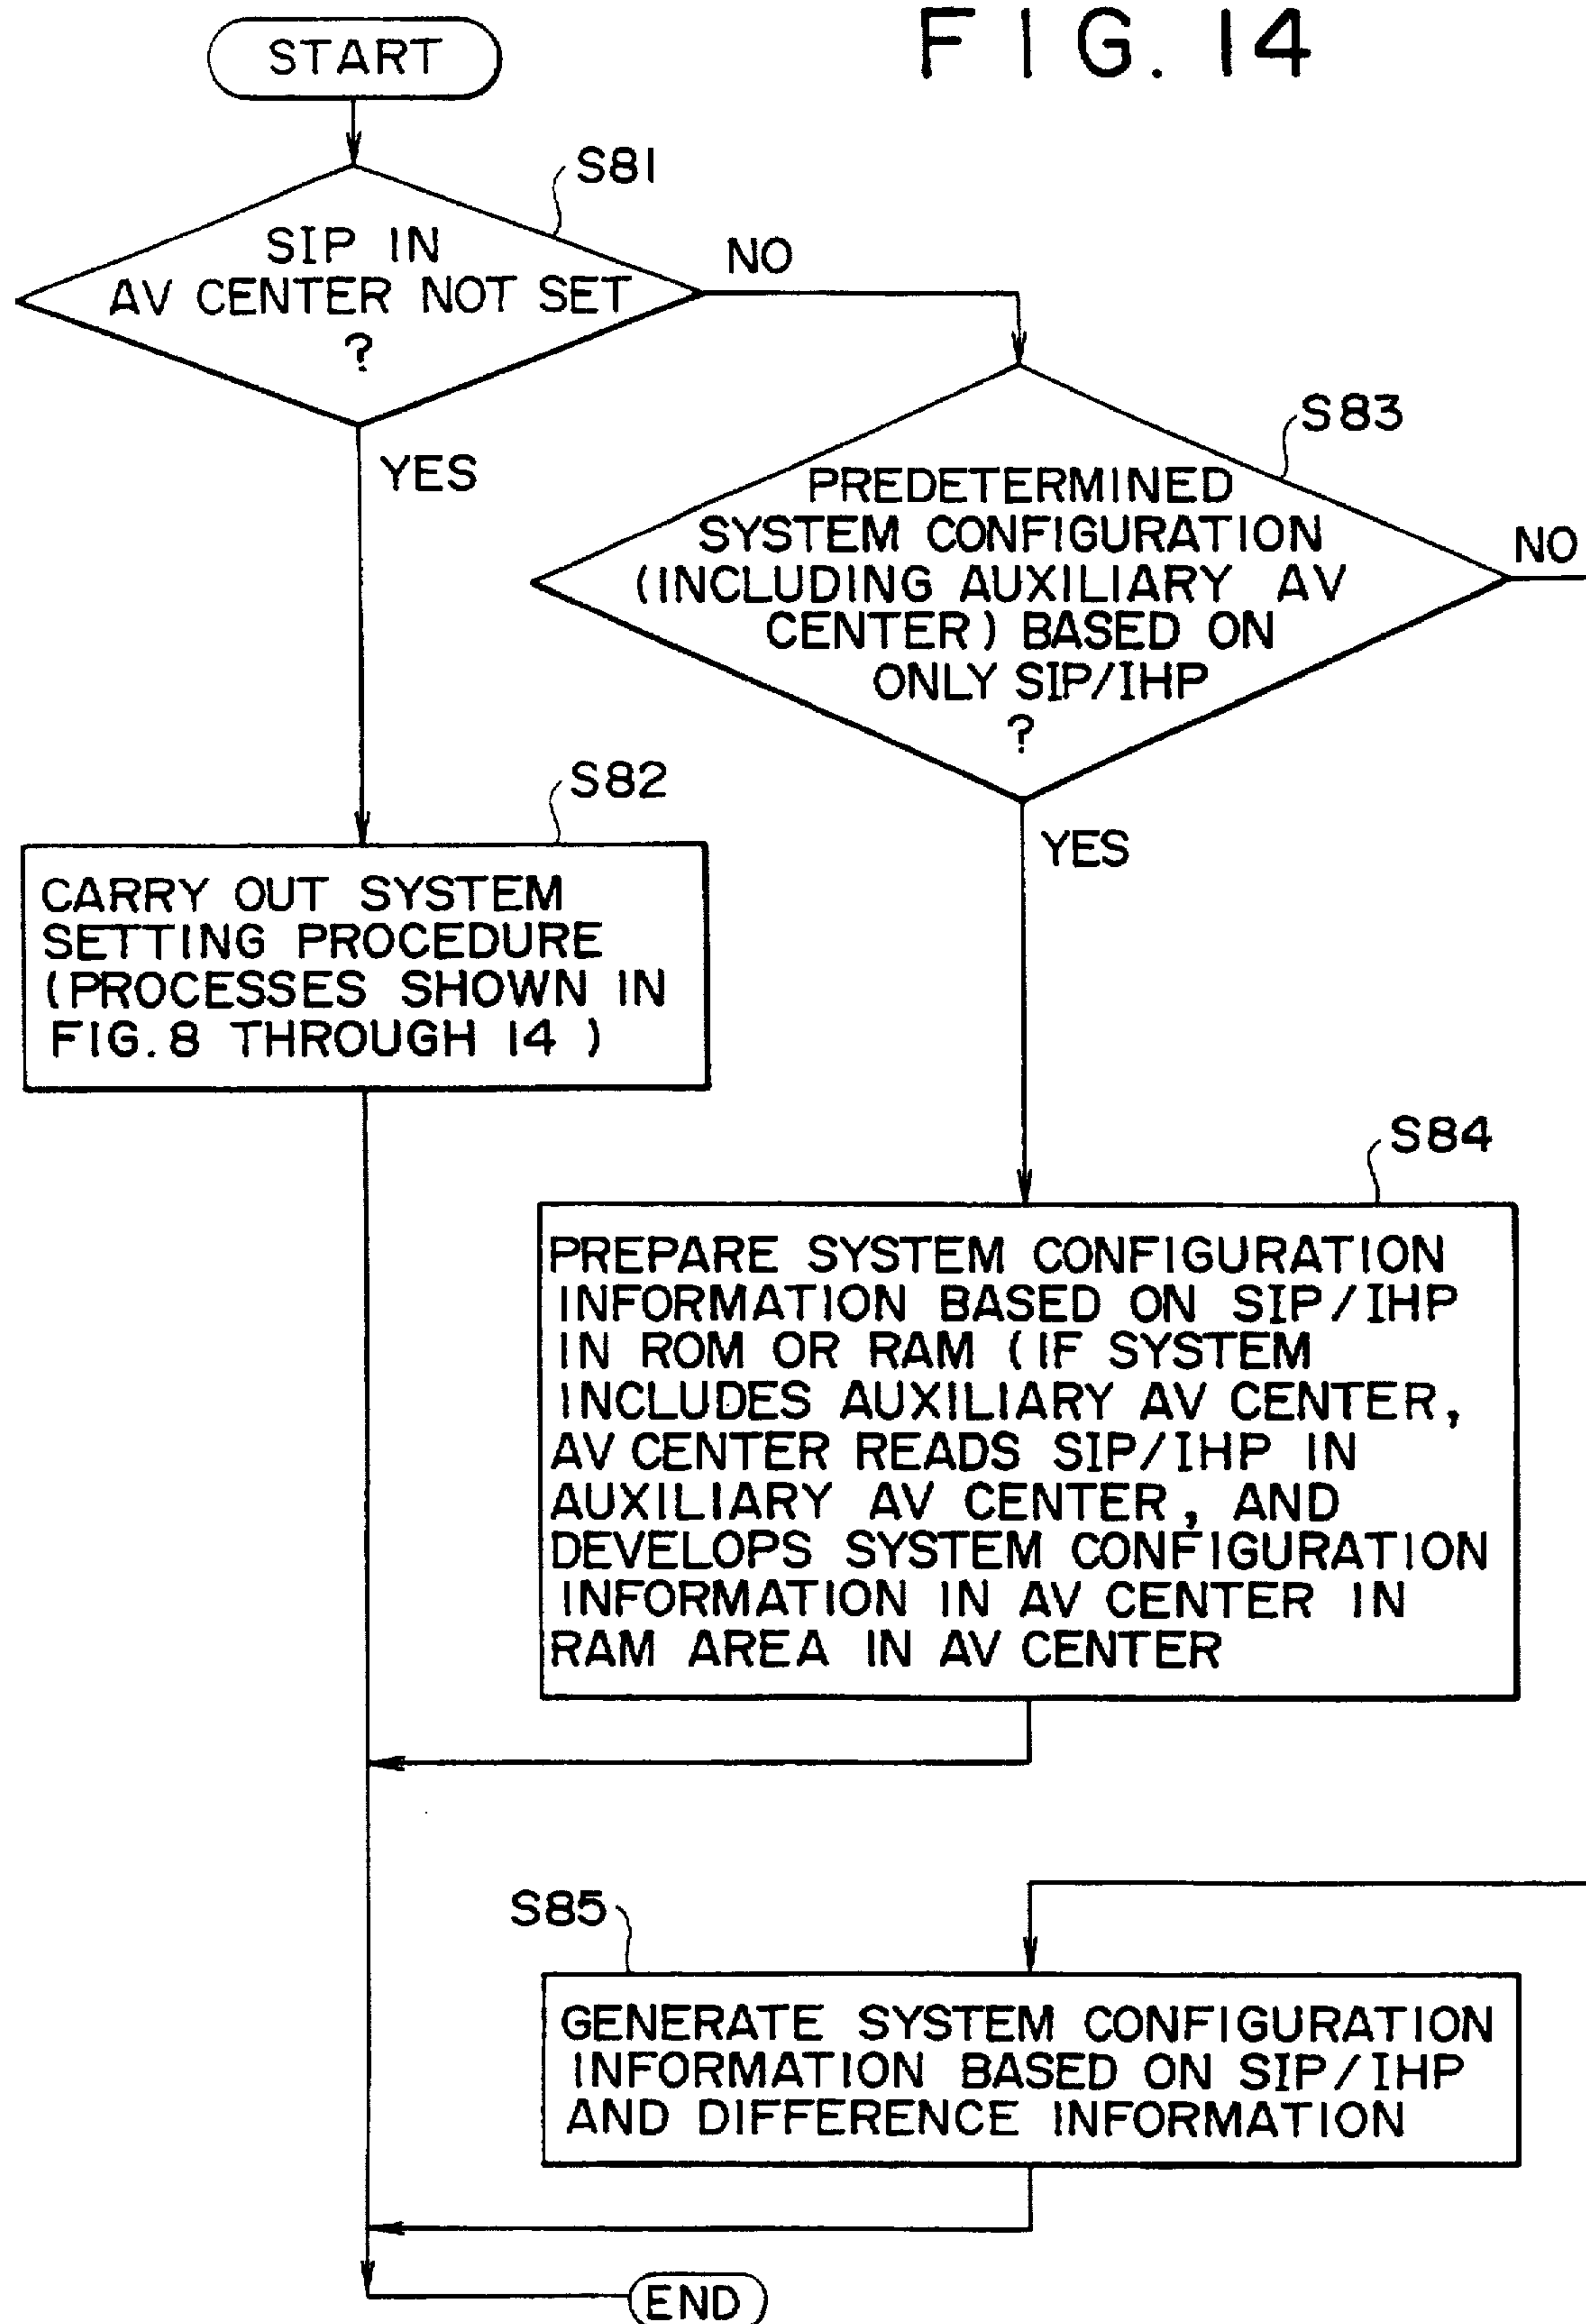 FIG. 14
START
S81
SIP IN
AV CENTER NOT SET
?
NO
YES
S83
PREDETERMINED
SYSTEM CONFIGURATION
(INCLUDING AUXILIARY AV
CENTER) BASED ON
ONLY SIP/IHP
?
NO
YES
S82
CARRY OUT SYSTEM
SETTING PROCEDURE
(PROCESSES SHOWN IN
FIG. 8 THROUGH 14 )
S84
PREPARE SYSTEM CONFIGURATION
INFORMATION BASED ON SIP/IHP
IN ROM OR RAM (IF SYSTEM
INCLUDES AUXILIARY AV CENTER,
AV CENTER READS SIP/IHP IN
AUXILIARY AV CENTER, AND
DEVELOPS SYSTEM CONFIGURATION
INFORMATION IN AV CENTER IN
RAM AREA IN AV CENTER
S85
GENERATE SYSTEM CONFIGURATION
INFORMATION BASED ON SIP/IHP
AND DIFFERENCE INFORMATION
END